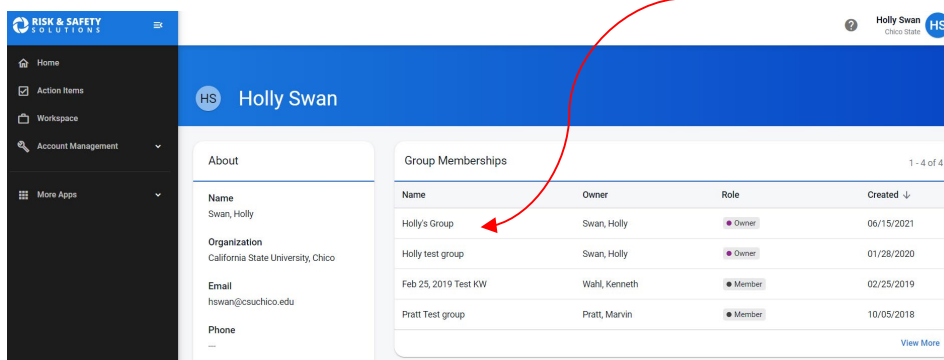 RISK & SAFETY
SOLUTIONS
Holly Swan
Chico State
HS
Home
Action Items
Workspace
Account Management
More Apps
HS Holly Swan
About
Name
Swan, Holly
Organization
California State University, Chico
Email
hswan@csuchico.edu
Phone
—
Group Memberships 1 - 4 of 4
Name Owner Role Created ↓
Holly's Group Swan, Holly Owner 06/15/2021
Holly test group Swan, Holly Owner 01/28/2020
Feb 25, 2019 Test KW Wahl, Kenneth Member 02/25/2019
Pratt Test group Pratt, Marvin Member 10/05/2018
View More